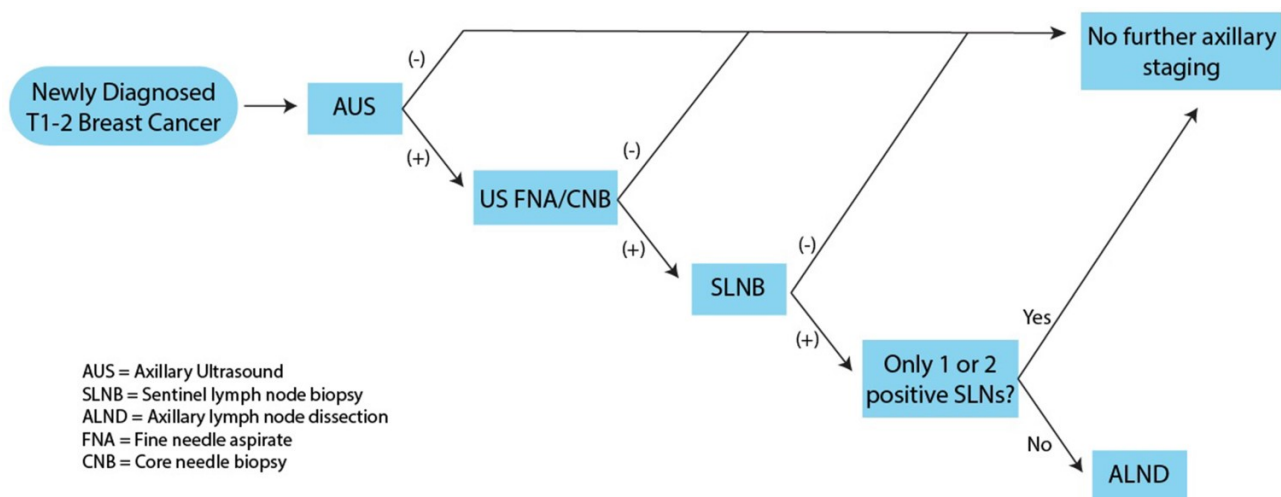 No further axillary
staging
(-)
Newly Diagnosed
T1-2 Breast Cancer
AUS
(+)
(-)
US FNA/CNB
(+)
(-)
SLNB
(+)
Yes
Only 1 or 2
positive SLNs?
No
ALND
AUS = Axillary Ultrasound
SLNB = Sentinel lymph node biopsy
ALND = Axillary lymph node dissection
FNA = Fine needle aspirate
CNB = Core needle biopsy